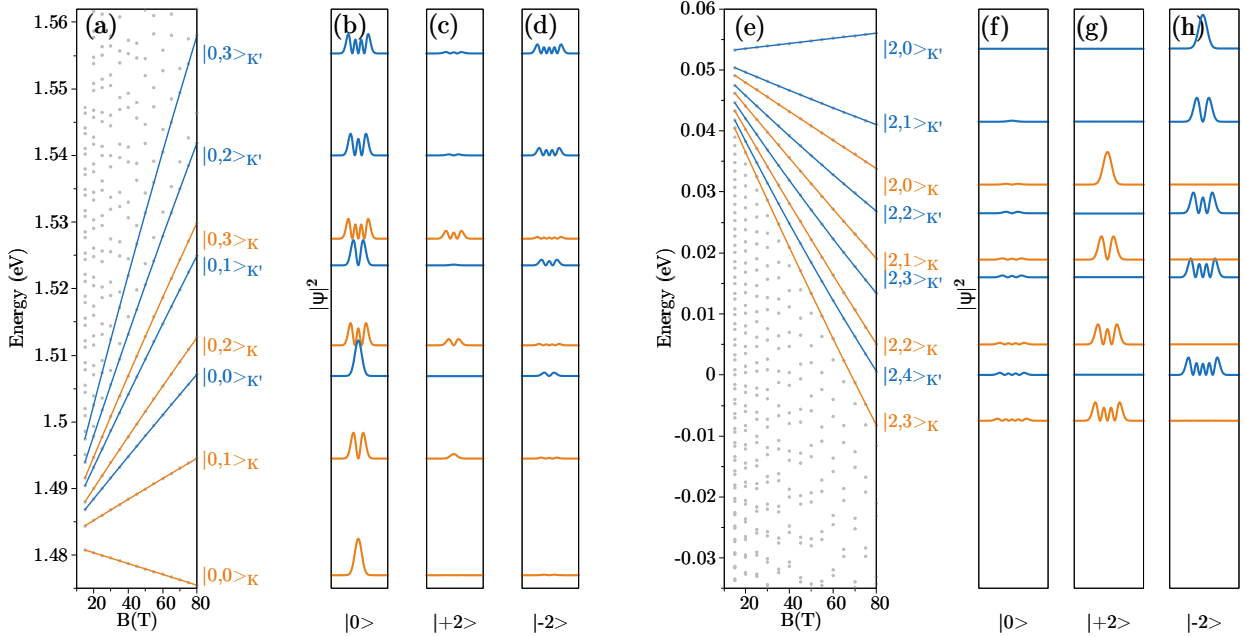 (a)
(b)
(c)
(d)
1.56
1.55
1.54
1.53
1.52
1.51
1.5
1.49
1.48
Energy (eV)
20 40 60 80
B(T)
|0,3>K'
|0,2>K'
|0,3>K
|0,1>K'
|0,2>K
|0,0>K'
|0,1>K
|0,0>K
|ψ|²
|0>
|+2>
|-2>
(e)
(f)
(g)
(h)
0.06
0.05
0.04
0.03
0.02
0.01
0
-0.01
-0.02
-0.03
Energy (eV)
20 40 60 80
B(T)
|2,0>K'
|2,1>K'
|2,0>K
|2,2>K'
|2,1>K
|2,3>K'
|2,2>K
|2,4>K'
|2,3>K
|ψ|²
|0>
|+2>
|-2>